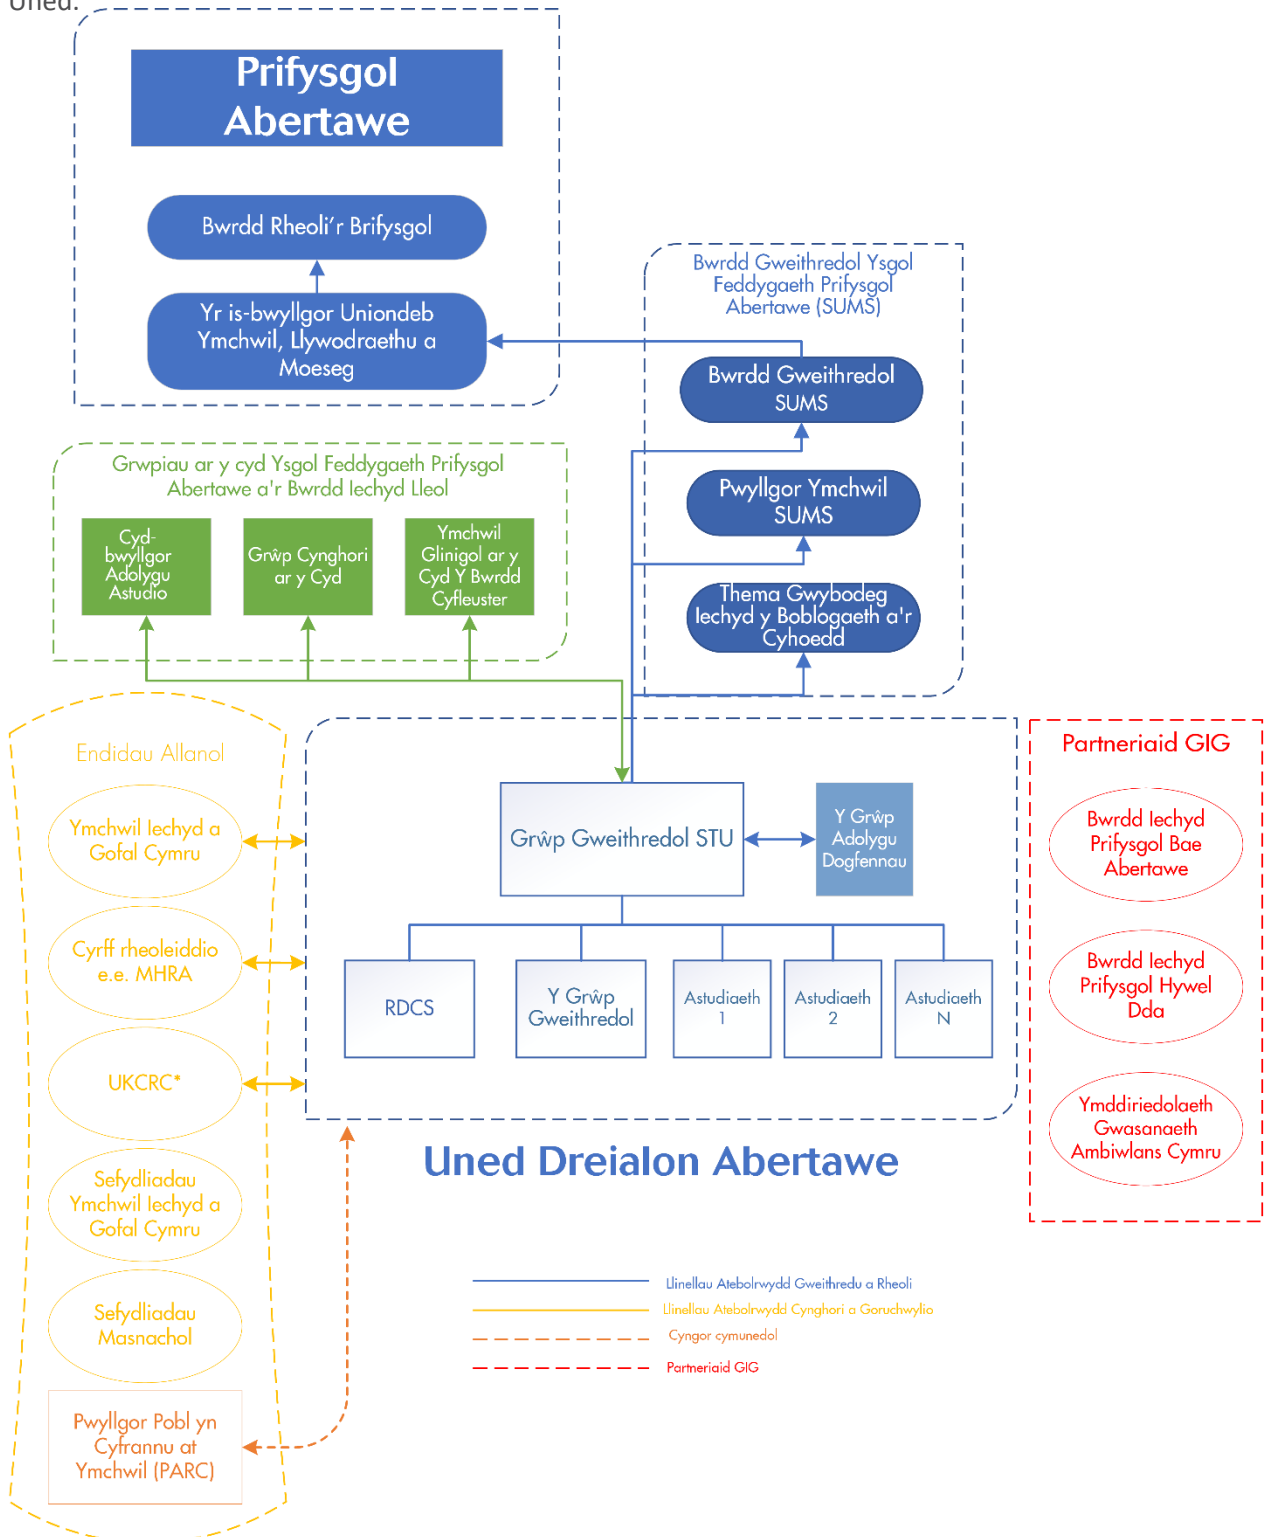 Uned.
Prifysgol
Abertawe
Bwrdd Rheoli'r Brifysgol
Yr is-bwyllgor Uniondeb
Ymchwil, Llywodraethu a
Moeseg
Bwrdd Gweithredol Ysgol
Feddygaeth Prifysgol
Abertawe (SUMS)
Bwrdd Gweithredol
SUMS
Pwyllgor Ymchwil
SUMS
Thema Gwybodeg
Iechyd y Boblogaeth a'r
Cyhoedd
Grwpiau ar y cyd Ysgol Feddygaeth Prifysgol
Abertawe a'r Bwrdd Iechyd Lleol
Cyd-
bwyllgor
Adolygu
Astudio
Grŵp Cynghori
ar y Cyd
Ymchwil
Glinigol ar y
Cyd Y Bwrdd
Cyfleuster
Endidau Allanol
Ymchwil Iechyd a
Gofal Cymru
Cyrff rheoleiddio
e.e. MHRA
UKCRC*
Sefydliadau
Ymchwil Iechyd a
Gofal Cymru
Sefydliadau
Masnachol
Pwyllgor Pobl yn
Cyfrannu at
Ymchwil (PARC)
Grŵp Gweithredol STU
Y Grŵp
Adolygu
Dogfennau
RDCS
Y Grŵp
Gweithredol
Astudiaeth
1
Astudiaeth
2
Astudiaeth
N
Uned Dreialon Abertawe
Partneriaid GIG
Bwrdd Iechyd
Prifysgol Bae
Abertawe
Bwrdd Iechyd
Prifysgol Hywel
Dda
Ymddiriedolaeth
Gwasanaeth
Ambiwlans Cymru
Llinellau Atebolrwydd Gweithredu a Rheoli
Llinellau Atebolrwydd Cynghori a Goruchwylio
Cyngor cymunedol
Partneriaid GIG